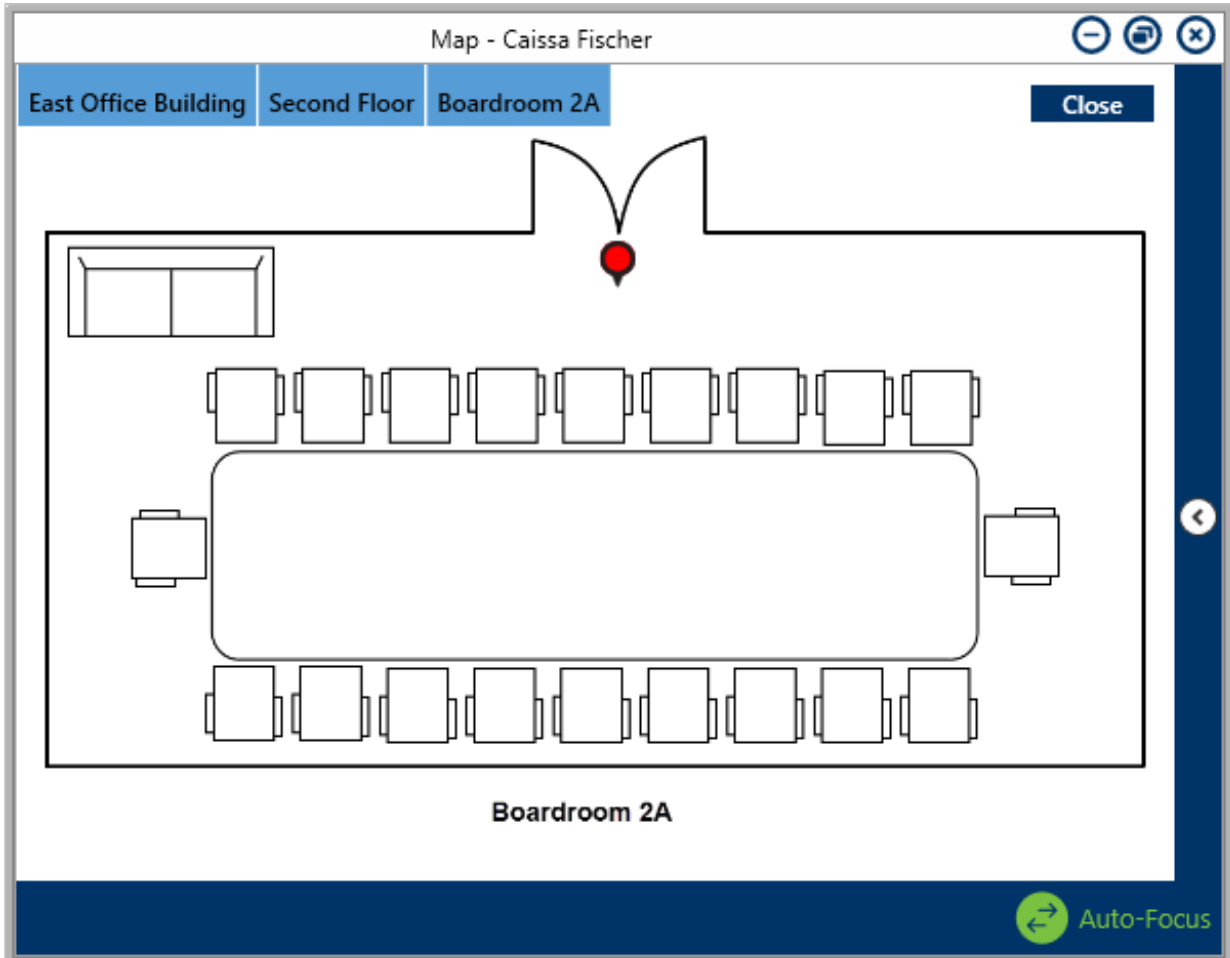 Map - Caissa Fischer
East Office Building Second Floor Boardroom 2A
Close
Boardroom 2A
Auto-Focus